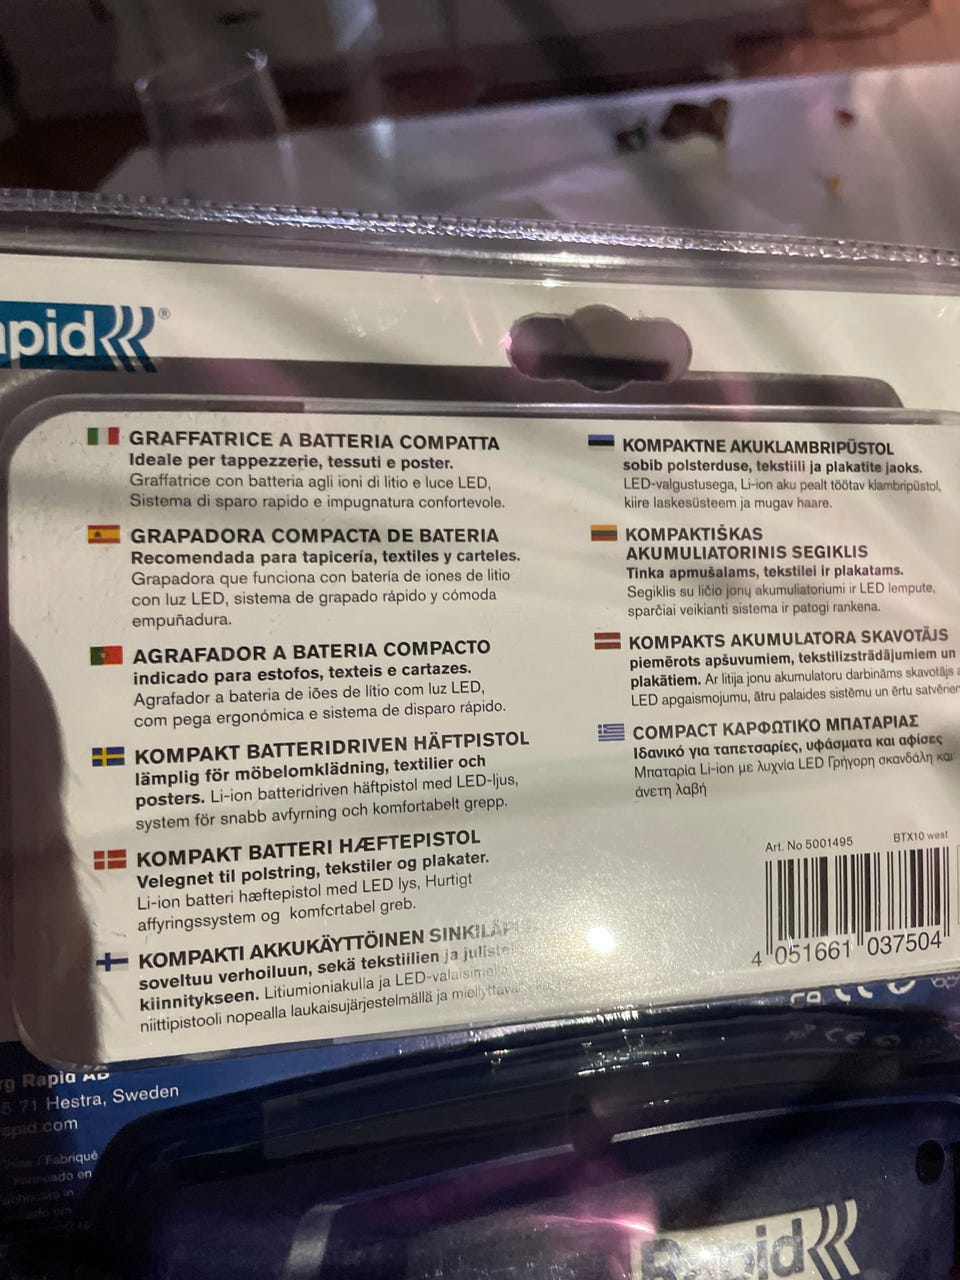 Rapid®
GRAFFATRICE A BATTERIA COMPATTA
Ideale per tappezzerie, tessuti e poster.
Graffatrice con batteria agli ioni di litio e luce LED,
Sistema di sparo rapido e impugnatura confortevole.
GRAPADORA COMPACTA DE BATERIA
Recomendada para tapicería, textiles y carteles.
Grapadora que funciona con batería de iones de litio
con luz LED, sistema de grapado rápido y cómoda
empuñadura.
AGRAFADOR A BATERIA COMPACTO
indicado para estofos, texteis e cartazes.
Agrafador a bateria de iões de lítio com luz LED,
com pega ergonómica e sistema de disparo rápido.
KOMPAKT BATTERIDRIVEN HÄFTPISTOL
lämplig för möbelomklädning, textilier och
posters. Li-ion batteridriven häftpistol med LED-ljus,
system för snabb avfyrning och komfortabelt grepp.
KOMPAKT BATTERI HÆFTEPISTOL
Velegnet til polstring, tekstiler og plakater.
Li-ion batteri hæftepistol med LED lys, Hurtigt
affyringssystem og komfortabel greb.
KOMPAKTI AKKUKÄYTTÖINEN
soveltuu verhoiluun, sekä tekstiilien ja
kiinnitykseen. Litiumioniakulla ja
niittipistooli nopealla laukaisujärjestelmällä ja
KOMPAKTNE AKUKLAMBRIPÜSTOL
sobib polsterduse, tekstiili ja plakatite jaoks.
LED-valgustusega, Li-ion aku pealt töötav klambripüstol,
kiire laskesüsteem ja mugav haare.
KOMPAKTIŠKAS
AKUMULIATORINIS SEGIKLIS
Tinka apmušalams, tekstilei ir plakatams.
Segiklis su ličio jonų akumuliatoriumi ir LED lempute,
sparčiai veikianti sistema ir patogi rankena.
KOMPAKTS AKUMULATORA SKAVOTĀJS
piemērots apšuvumiem, tekstilizstrādājumiem un
plakātiem. Ar litija jonu akumulatoru darbināms skavotājs
LED apgaismojumu, ātru palaides sistēmu un ērtu
COMPACT ΚΑΡΦΩΤΙΚΟ ΜΠΑΤΑΡΙΑΣ
Ιδανικό για ταπετσαρίες, υφάσματα και αφίσες
Μπαταρία Li-ion με λυχνία LED Γρήγορη σκανδάλη και
άνετη λαβή
Art. No 5001495 BTX10 west
4 051661 037504
Rapid AB
71 Hestra, Sweden
.com
Fabriqué
en
CE
Rapid